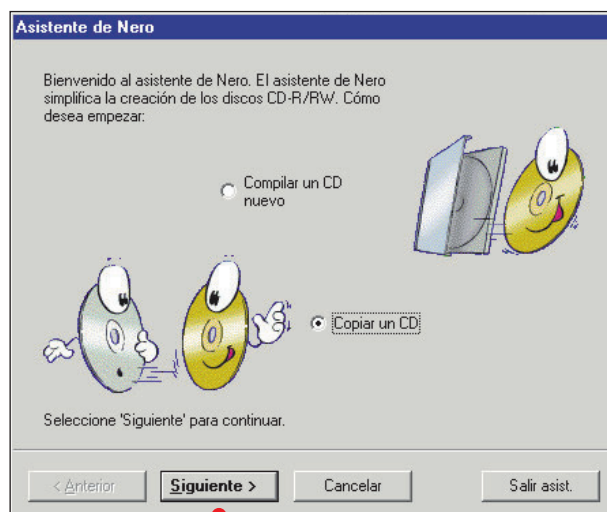 Asistente de Nero
Bienvenido al asistente de Nero. El asistente de Nero
simplifica la creación de los discos CD-R/RW. Cómo
desea empezar:
Compilar un CD
nuevo
Copiar un CD
Seleccione 'Siguiente' para continuar.
< Anterior
Siguiente >
Cancelar
Salir asist.